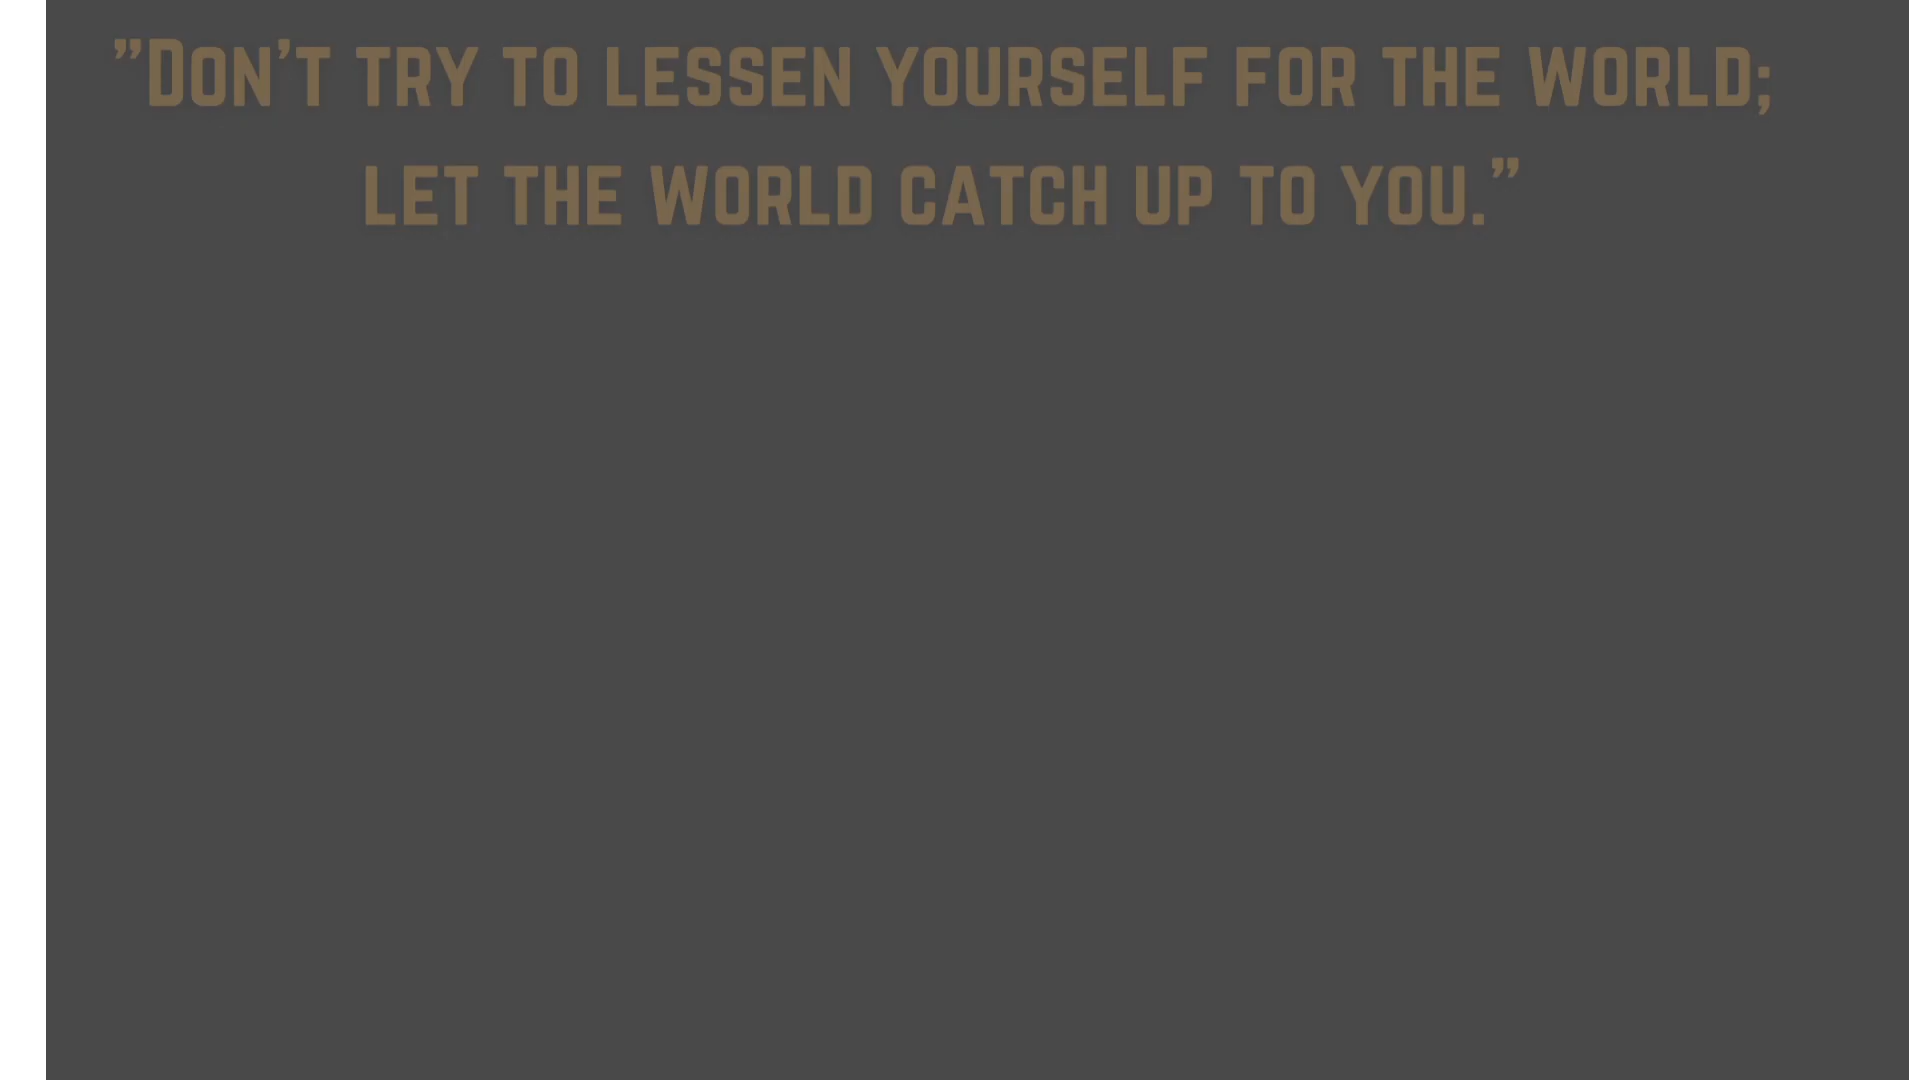 ”Don’t try to lessen yourself for the world;
let the world catch up to you.”